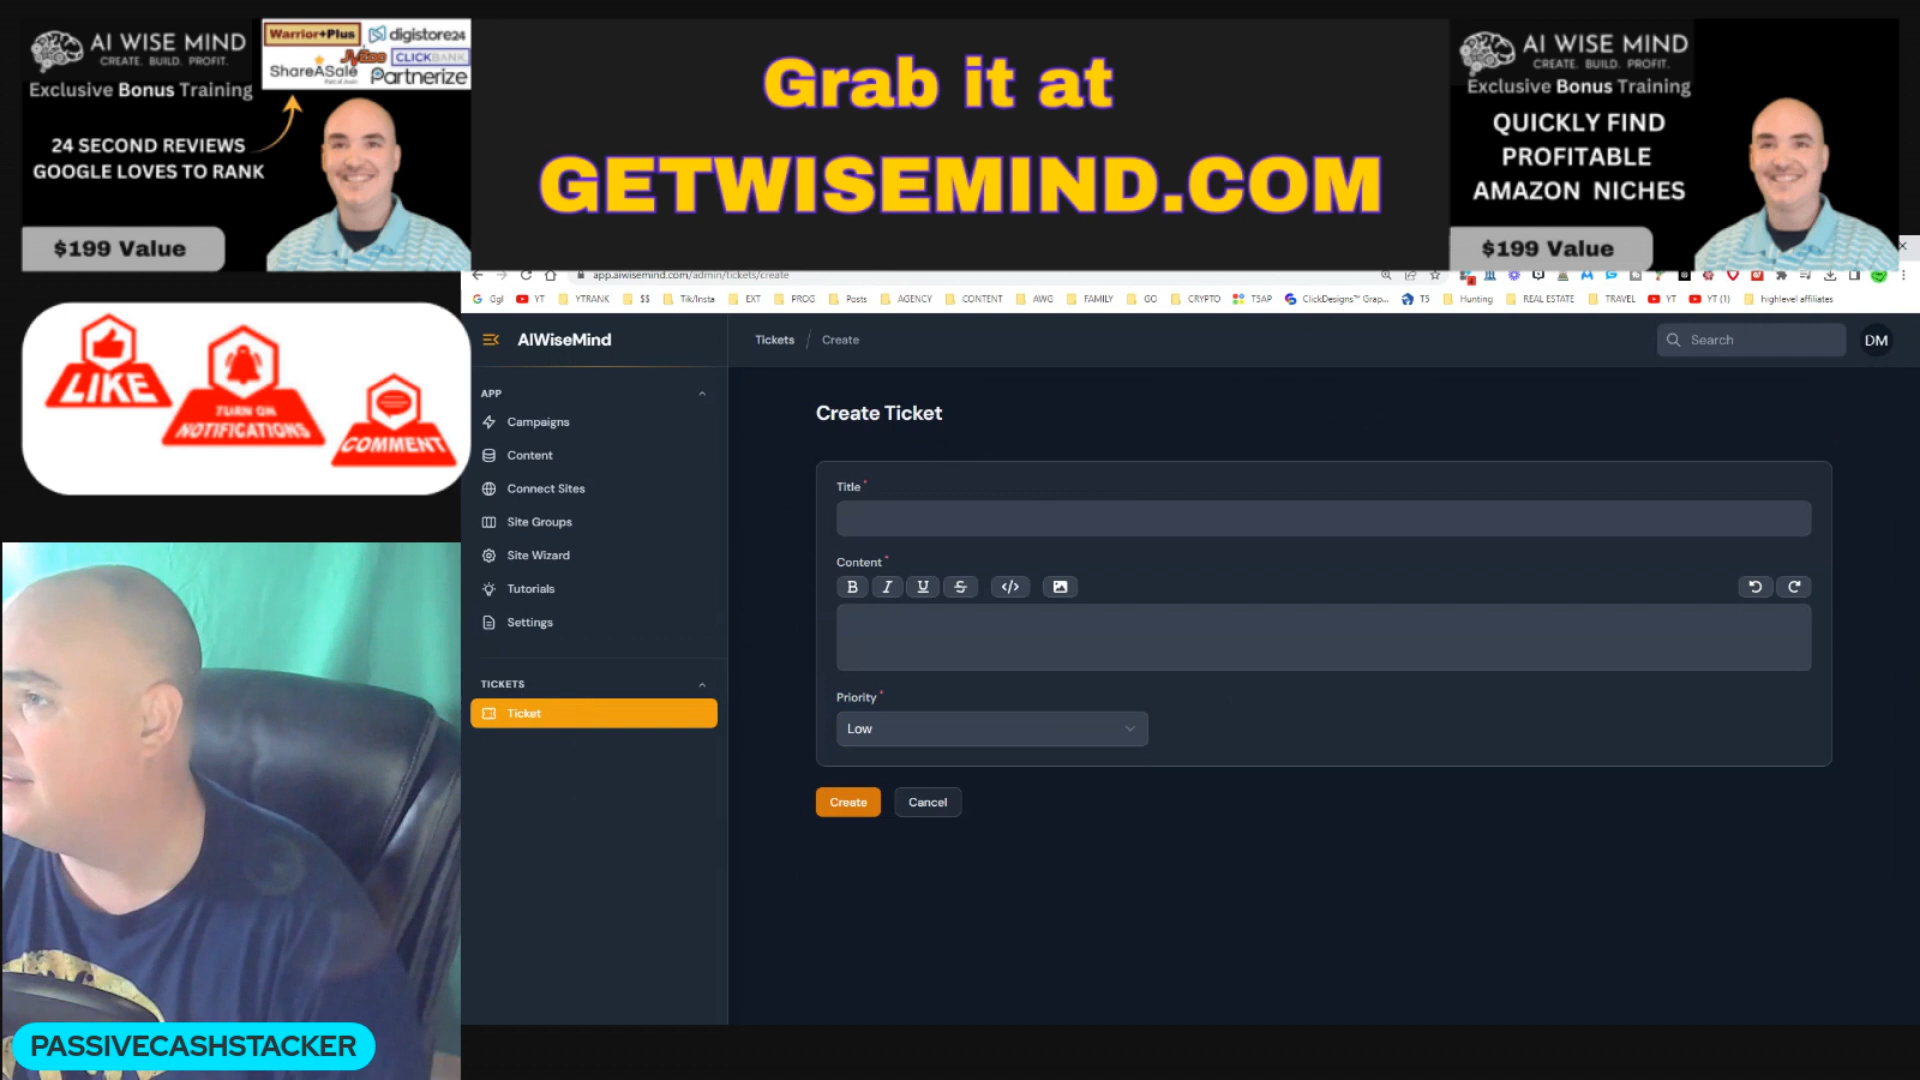 AI WISE MIND
CREATE. BUILD. PROFIT.
Exclusive Bonus Training
Warrior+Plus
digistore24
JVZoo
CLICKBANK
ShareASale
Partnerize
24 SECOND REVIEWS
GOOGLE LOVES TO RANK
$199 Value
Grab it at
GETWISEMIND.COM
AI WISE MIND
CREATE. BUILD. PROFIT.
Exclusive Bonus Training
QUICKLY FIND
PROFITABLE
AMAZON NICHES
$199 Value
app.aiwisemind.com/admin/tickets/create
Ggl YT YTRANK $$ Tik/Insta EXT PROG Posts AGENCY CONTENT AWG FAMILY GO CRYPTO TSAP ClickDesigns™ Grap... TS Hunting REAL ESTATE TRAVEL YT YT (1) highlevel affiliates
LIKE
TURN ON
NOTIFICATIONS
COMMENT
AIWiseMind
Tickets / Create
Search
DM
APP
Campaigns
Content
Connect Sites
Site Groups
Site Wizard
Tutorials
Settings
TICKETS
Ticket
Create Ticket
Title*
Content*
B I U S </>
Priority*
Low
Create
Cancel
PASSIVECASHSTACKER